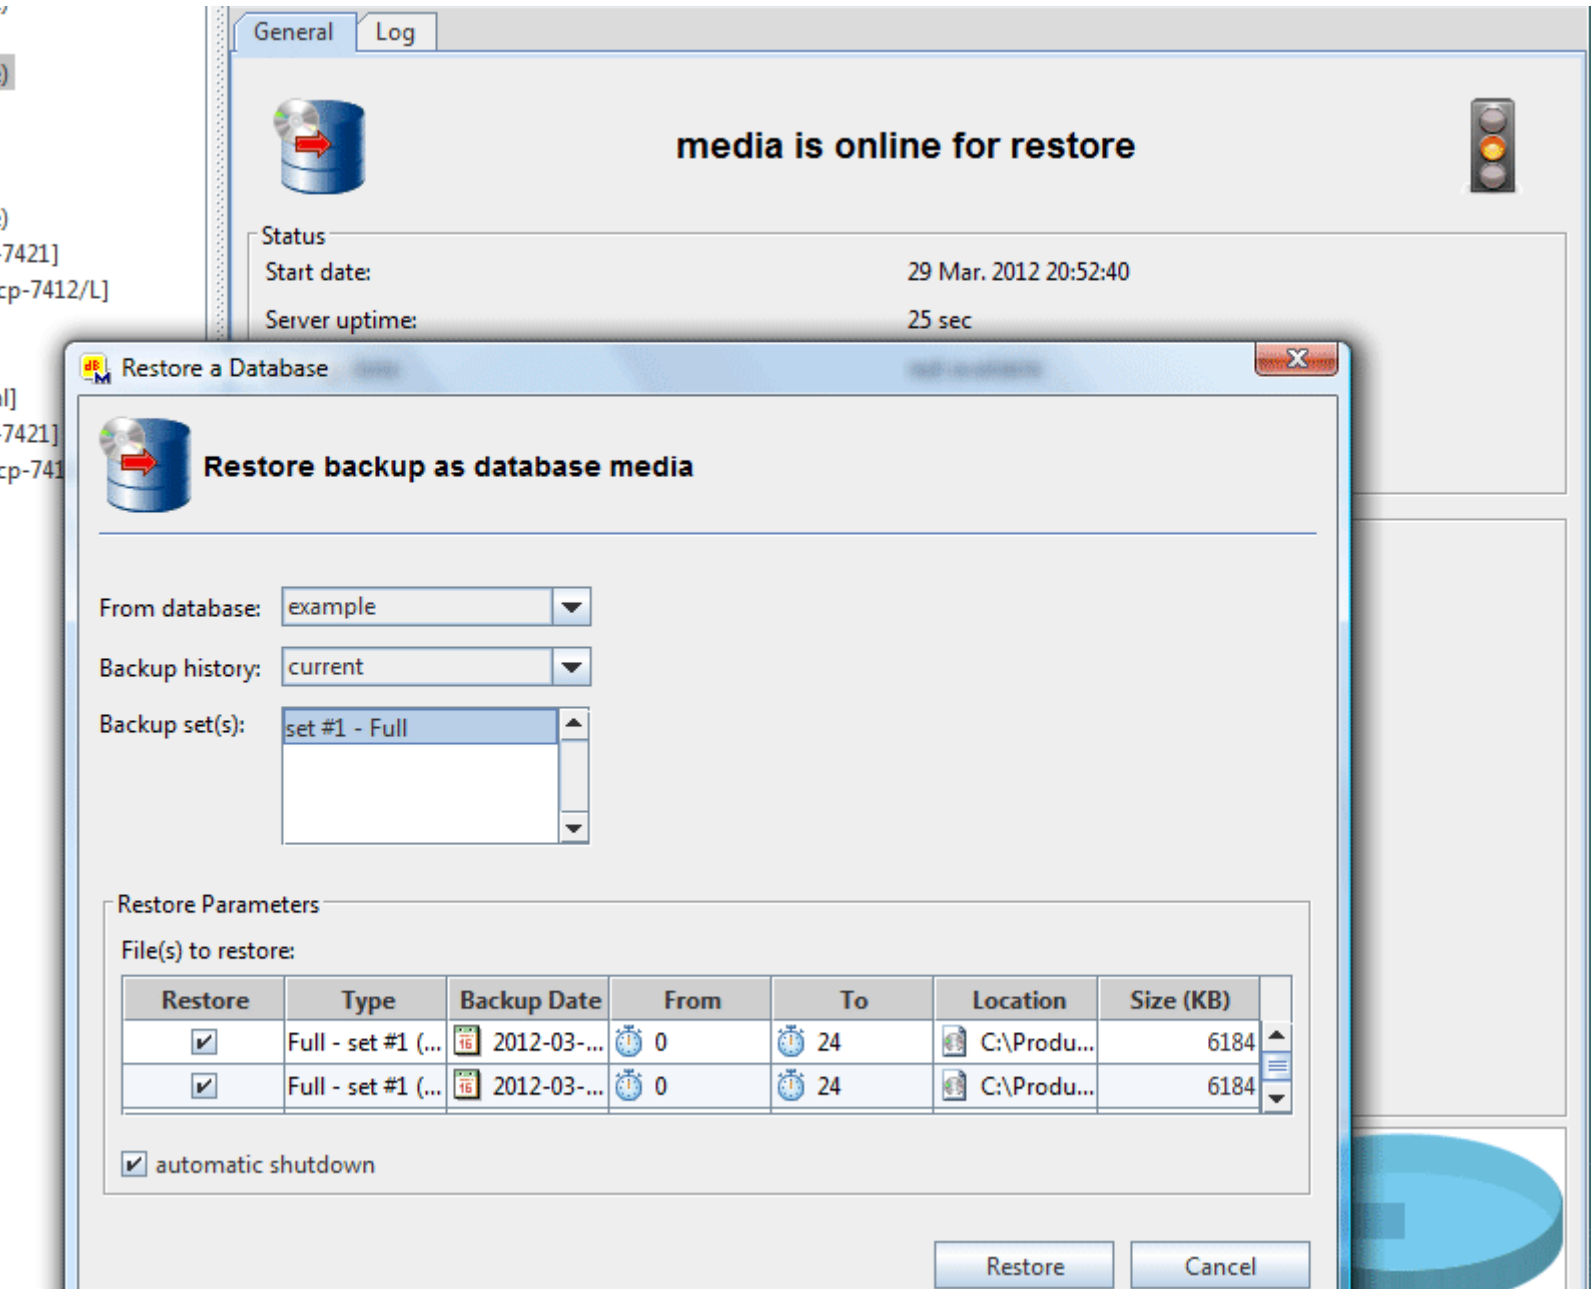 General Log
media is online for restore
Status
Start date: 29 Mar. 2012 20:52:40
Server uptime: 25 sec
-7421]
cp-7412/L]
-7421]
cp-741
dB M Restore a Database
Restore backup as database media
From database: example
Backup history: current
Backup set(s): set #1 - Full
Restore Parameters
File(s) to restore:
Restore Type Backup Date From To Location Size (KB)
Full - set #1 (... 16 2012-03-... 0 24 C:\Produ... 6184
Full - set #1 (... 16 2012-03-... 0 24 C:\Produ... 6184
automatic shutdown
Restore Cancel